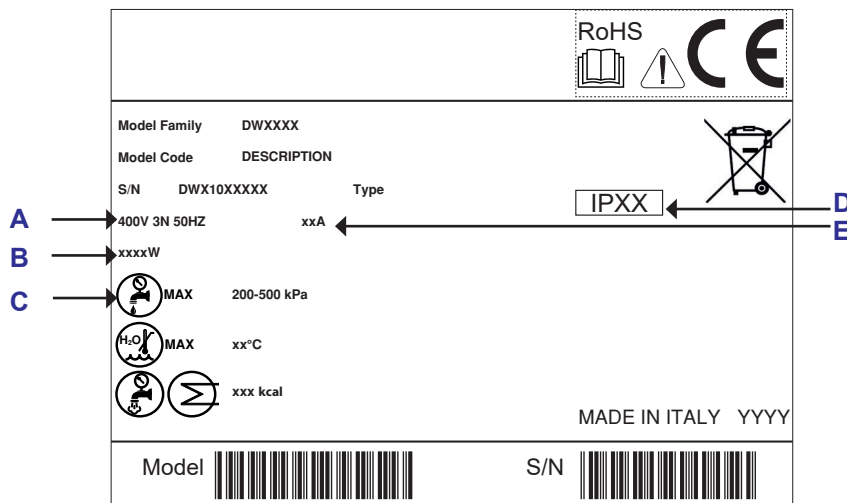 RoHS
CE
Model Family DWXXXX
Model Code DESCRIPTION
S/N DWX10XXXXX Type
IPXX
D
A
400V 3N 50HZ xxA
E
B
xxxxW
C
MAX 200-500 kPa
H₂O MAX xx°C
xxx kcal
MADE IN ITALY YYYY
Model S/N